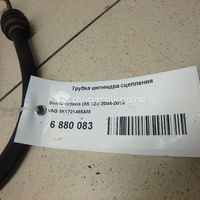 Трубка цилиндра сцепления
Skoda Octavia (A5 1Z-) 2004-2013
VAG 1K1721465AM
6 880 083